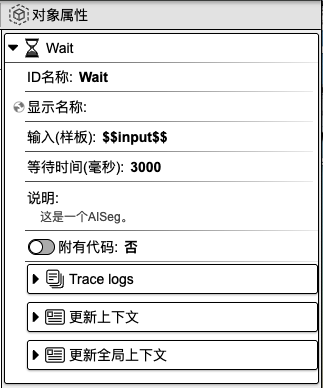 对象属性
Wait
ID名称: Wait
显示名称:
输入(样板): $$input$$
等待时间(毫秒): 3000
说明:
这是一个AISeg。
附有代码: 否
Trace logs
更新上下文
更新全局上下文